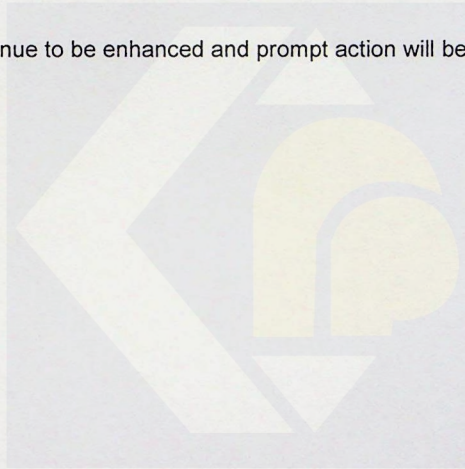 nue to be enhanced and prompt action will be